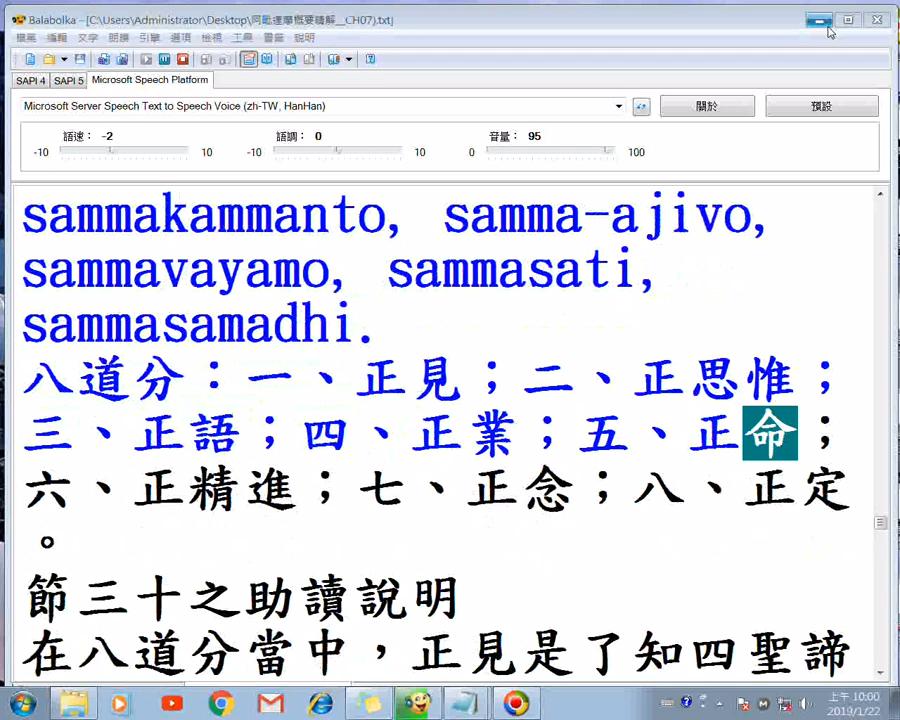 Balabolka - [C:\Users\Administrator\Desktop\阿毗達摩概要精解__CH07).txt]
檔案 編輯 文字 朗讀 引擎 選項 檢視 工具 書籤 說明
SAPI 4 SAPI 5 Microsoft Speech Platform
Microsoft Server Speech Text to Speech Voice (zh-TW, HanHan) 關於 預設
語速： -2 語調： 0 音量： 95
-10 10 -10 10 0 100
sammakammanto, samma-ajivo,
sammavayamo, sammasati,
sammasamadhi.
八道分：一、正見；二、正思惟；
三、正語；四、正業；五、正命；
六、正精進；七、正念；八、正定
。
節三十之助讀說明
在八道分當中，正見是了知四聖諦
上午 10:00
2019/1/22